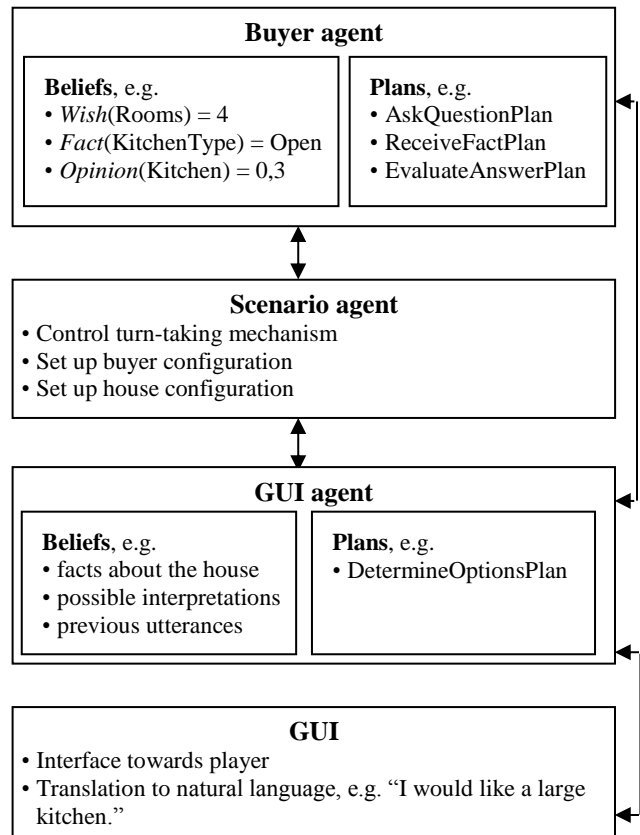 Buyer agent
Beliefs, e.g.
• Wish(Rooms) = 4
• Fact(KitchenType) = Open
• Opinion(Kitchen) = 0,3
Plans, e.g.
• AskQuestionPlan
• ReceiveFactPlan
• EvaluateAnswerPlan
Scenario agent
• Control turn-taking mechanism
• Set up buyer configuration
• Set up house configuration
GUI agent
Beliefs, e.g.
• facts about the house
• possible interpretations
• previous utterances
Plans, e.g.
• DetermineOptionsPlan
GUI
• Interface towards player
• Translation to natural language, e.g. “I would like a large
kitchen.”